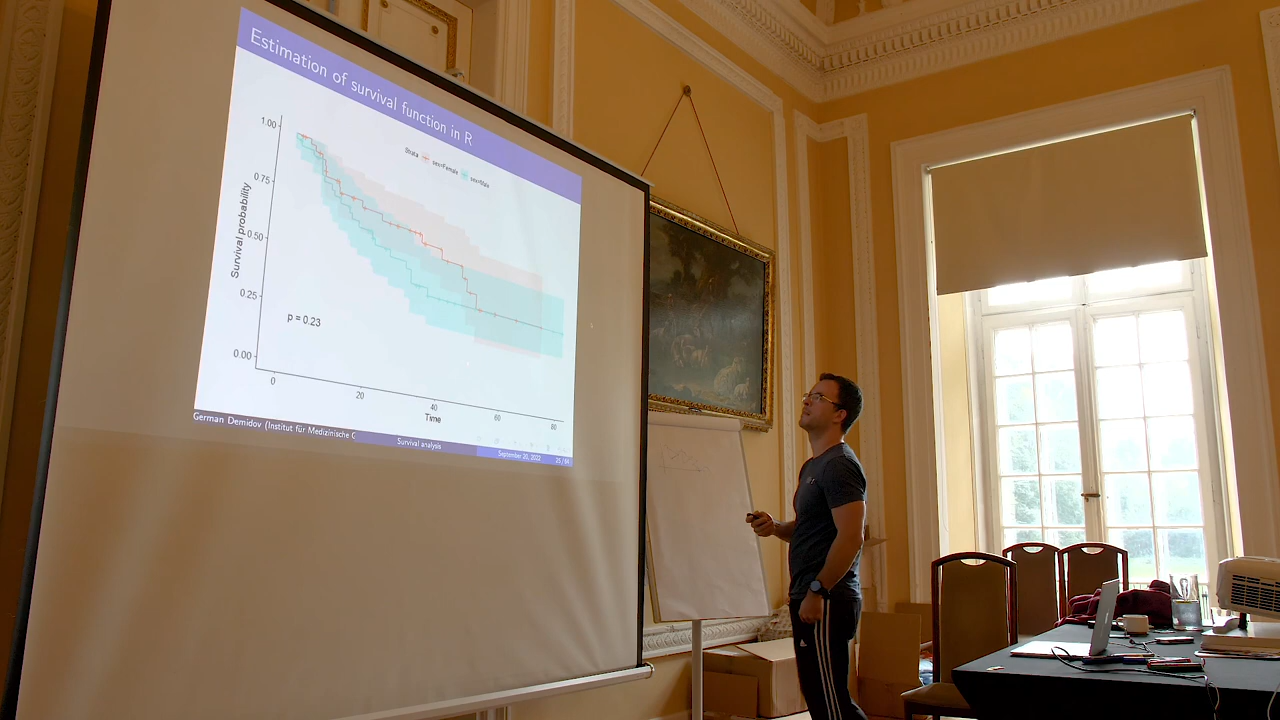 Estimation of survival function in R
Strata sex=Female sex=Male
1.00
0.75
0.50
0.25
0.00
Survival probability
p = 0.23
0 20 40 60 80
Time
German Demidov (Institut für Medizinische G
Survival analysis
September 20, 2022
25 / 64